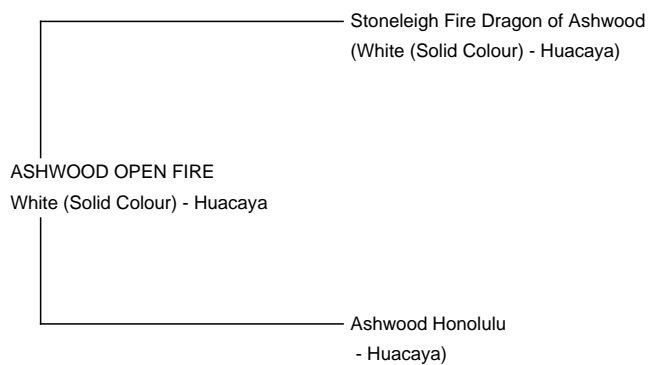 Stoneleigh Fire Dragon of Ashwood
(White (Solid Colour) - Huacaya)
ASHWOOD OPEN FIRE
White (Solid Colour) - Huacaya
Ashwood Honolulu
- Huacaya)